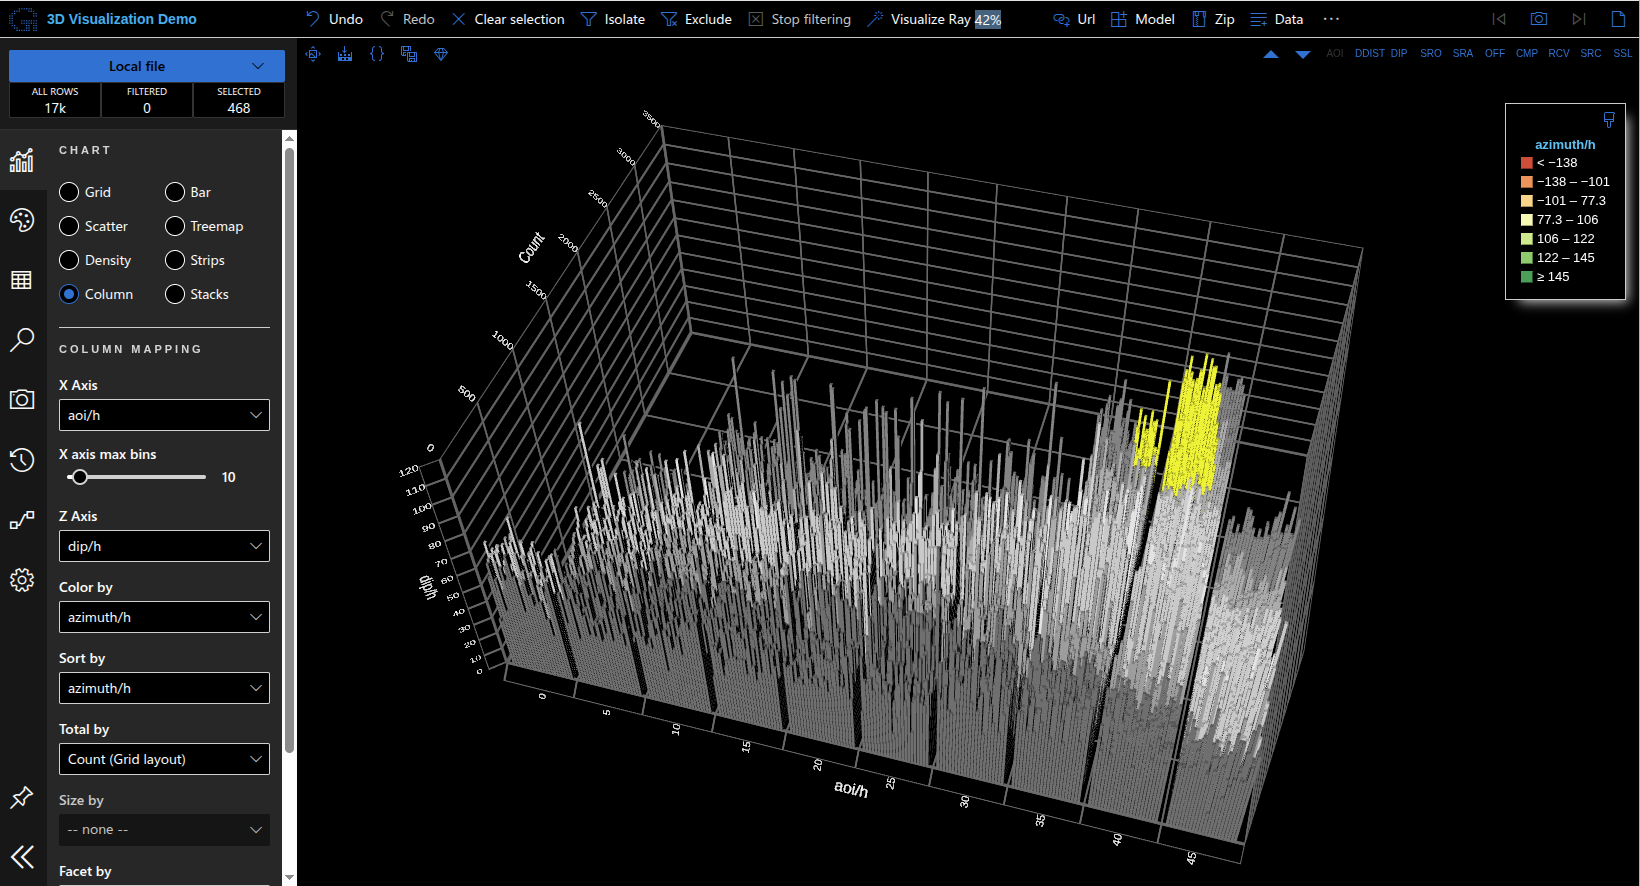 3D Visualization Demo
Undo
Redo
Clear selection
Isolate
Exclude
Stop filtering
Visualize Ray 42%
Url
Model
Zip
Data
Local file
ALL ROWS
17k
FILTERED
0
SELECTED
468
AOI
DDIST
DIP
SRO
SRA
OFF
CMP
RCV
SRC
SSL
CHART
Grid
Bar
Scatter
Treemap
Density
Strips
Column
Stacks
COLUMN MAPPING
X Axis
aoi/h
X axis max bins
10
Z Axis
dip/h
Color by
azimuth/h
Sort by
azimuth/h
Total by
Count (Grid layout)
Size by
-- none --
Facet by
Count
3500
3000
2500
2000
1500
1000
500
0
dip/h
120
110
100
90
80
70
60
50
40
30
20
10
0
0
5
10
15
20
25
30
35
40
45
aoi/h
azimuth/h
< −138
−138 – −101
−101 – 77.3
77.3 – 106
106 – 122
122 – 145
≥ 145